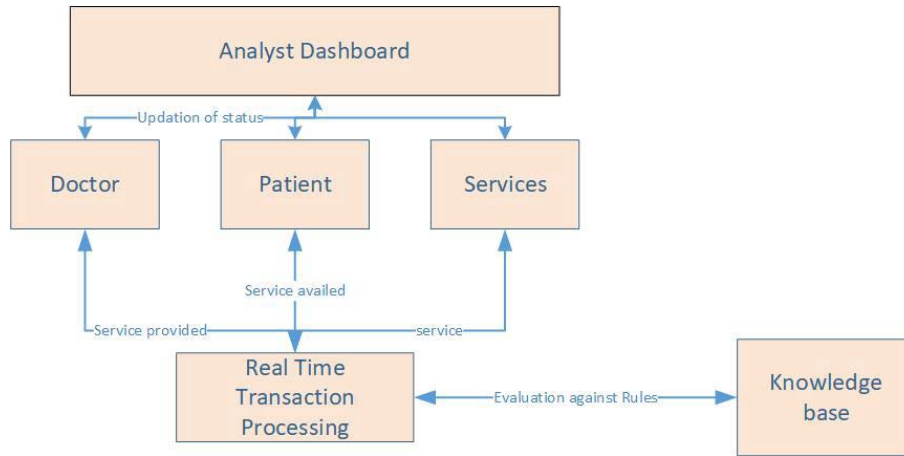 Analyst Dashboard
Updation of status
Doctor
Patient
Services
Service availed
Service provided
service
Real Time
Transaction
Processing
Evaluation against Rules
Knowledge
base